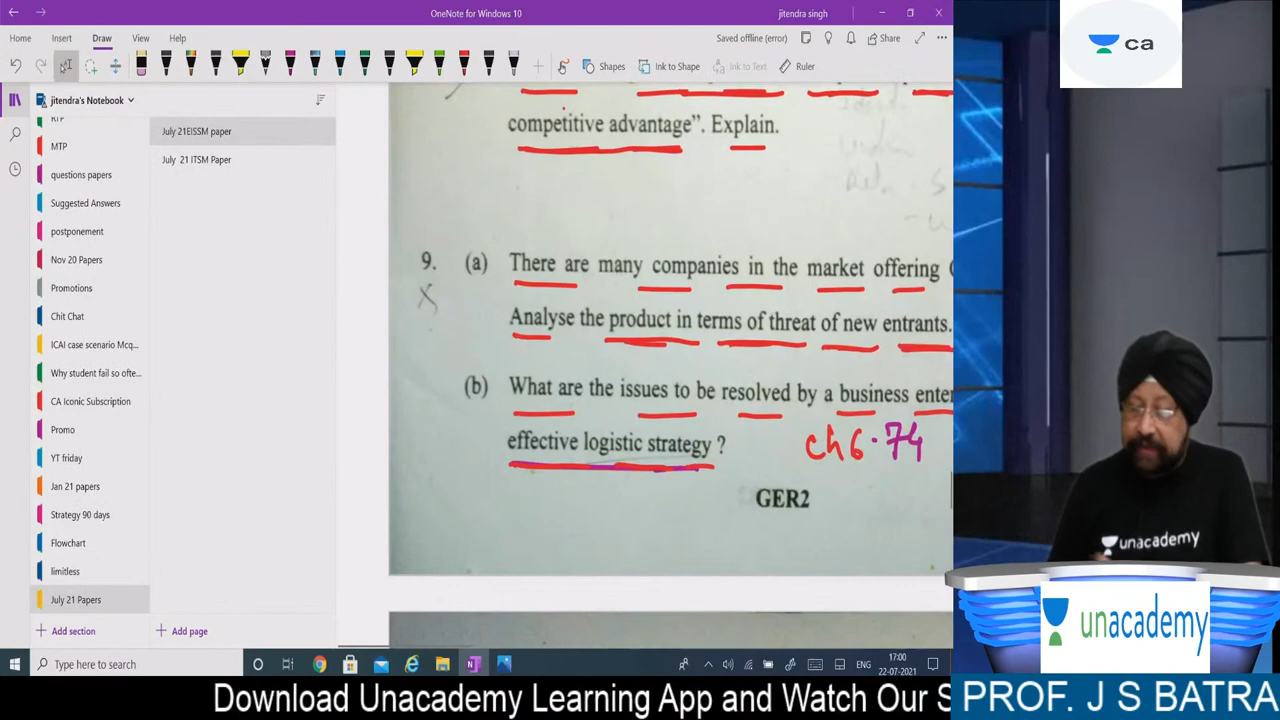 OneNote for Windows 10
jitendra singh
Home
Insert
Draw
View
Help
Saved offline (error)
Share
Shapes
Ink to Shape
Ink to Text
Ruler
jitendra's Notebook
RTP
MTP
questions papers
Suggested Answers
postponement
Nov 20 Papers
Promotions
Chit Chat
ICAI case scenario Mcq...
Why student fail so ofte...
CA Iconic Subscription
Promo
YT friday
Jan 21 papers
Strategy 90 days
Flowchart
limitless
July 21 Papers
Add section
July 21EISSM paper
July 21 ITSM Paper
Add page
competitive advantage”. Explain.
9. (a) There are many companies in the market offering
Analyse the product in terms of threat of new entrants.
(b) What are the issues to be resolved by a business enter
effective logistic strategy ?
ch 6.74
GER2
ca
unacademy
unacademy
Type here to search
ENG
17:00
22-07-2021
Download Unacademy Learning App and Watch Our S
PROF. J S BATRA